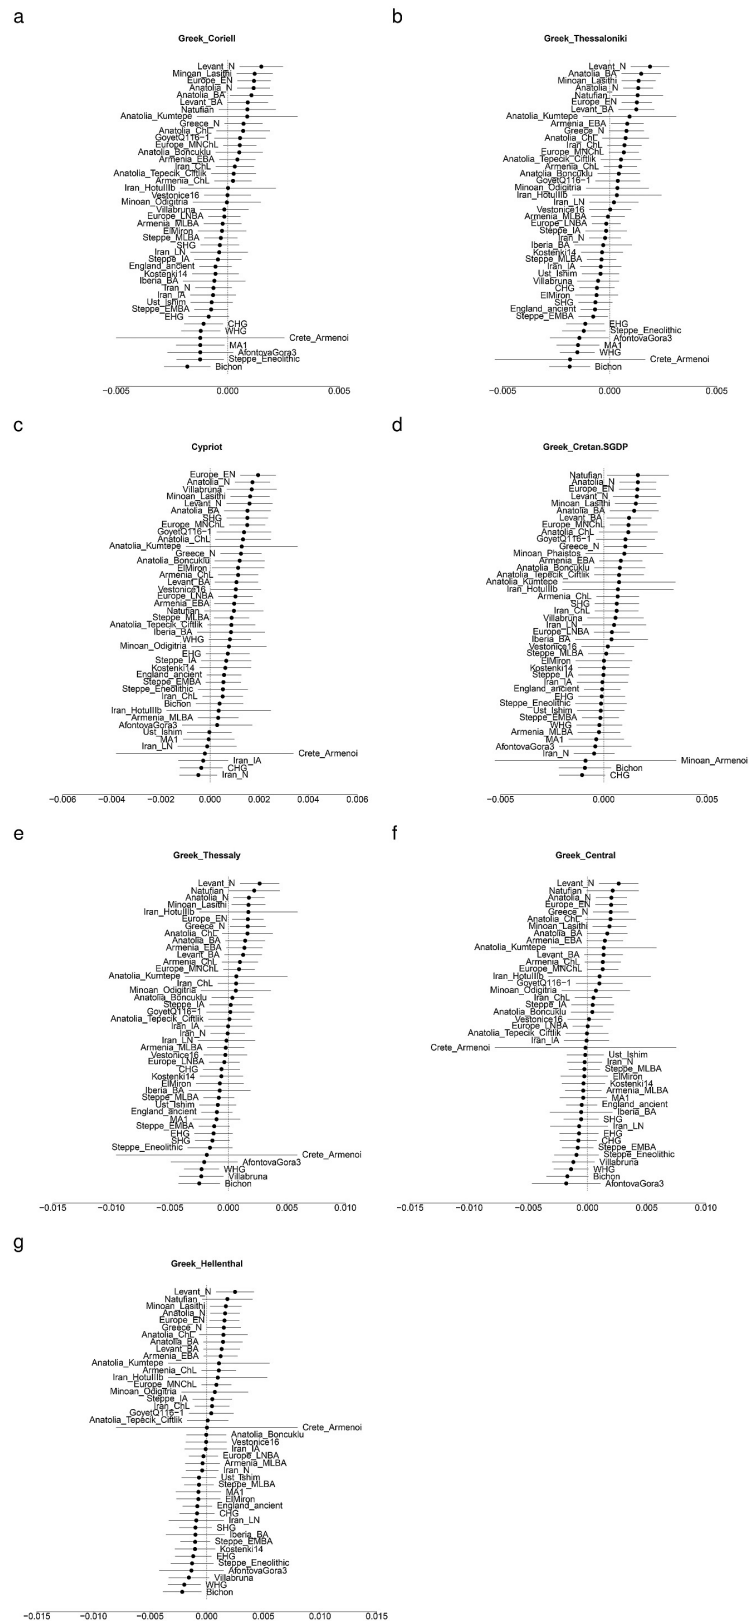 a
Greek_Coriell
Levant_N
Minoan_Lasithi
Europe_EN
Anatolia_N
Anatolia_BA
Levant_BA
Natufian
Anatolia_Kumtepe
Greece_N
Anatolia_ChL
GoyetQ116−1
Europe_MNChL
Anatolia_Boncuklu
Armenia_EBA
Iran_ChL
Anatolia_Tepecik_Ciftlik
Armenia_ChL
Iran_HotuIIIb
Vestonice16
Minoan_Odigitria
Villabruna
Europe_LNBA
Armenia_MLBA
ElMiron
Steppe_MLBA
SHG
Iran_LN
Steppe_IA
England_ancient
Kostenki14
Iberia_BA
Iran_N
Iran_IA
Ust_Ishim
Steppe_EMBA
EHG
CHG
WHG
Crete_Armenoi
MA1
AfontovaGora3
Steppe_Eneolithic
Bichon
−0.005 0.000 0.005
b
Greek_Thessaloniki
Levant_N
Anatolia_BA
Minoan_Lasithi
Anatolia_N
Natufian
Europe_EN
Levant_BA
Anatolia_Kumtepe
Armenia_EBA
Greece_N
Anatolia_ChL
Iran_ChL
Europe_MNChL
Anatolia_Tepecik_Ciftlik
Armenia_ChL
Anatolia_Boncuklu
GoyetQ116−1
Minoan_Odigitria
Iran_HotuIIIb
Iran_LN
Vestonice16
Armenia_MLBA
Europe_LNBA
Steppe_IA
Iran_N
Iberia_BA
Kostenki14
Steppe_MLBA
Iran_IA
Ust_Ishim
Villabruna
CHG
ElMiron
SHG
England_ancient
Steppe_EMBA
EHG
Steppe_Eneolithic
AfontovaGora3
MA1
WHG
Crete_Armenoi
Bichon
−0.005 0.000 0.005
c
Cypriot
Europe_EN
Anatolia_N
Villabruna
Minoan_Lasithi
Levant_N
Anatolia_BA
SHG
Europe_MNChL
GoyetQ116−1
Anatolia_ChL
Anatolia_Kumtepe
Greece_N
Anatolia_Boncuklu
ElMiron
Armenia_ChL
Levant_BA
Vestonice16
Europe_LNBA
Armenia_EBA
Natufian
Steppe_MLBA
Anatolia_Tepecik_Ciftlik
Iberia_BA
WHG
Minoan_Odigitria
EHG
Steppe_IA
Kostenki14
England_ancient
Steppe_EMBA
Steppe_Eneolithic
Iran_ChL
Bichon
Iran_HotuIIIb
Armenia_MLBA
AfontovaGora3
Ust_Ishim
MA1
Iran_LN
Crete_Armenoi
Iran_IA
CHG
Iran_N
−0.006 −0.004 −0.002 0.000 0.002 0.004 0.006
d
Greek_Cretan.SGDP
Natufian
Anatolia_N
Europe_EN
Levant_N
Minoan_Lasithi
Anatolia_BA
Levant_BA
Europe_MNChL
Anatolia_ChL
GoyetQ116−1
Greece_N
Minoan_Phaistos
Armenia_EBA
Anatolia_Boncuklu
Anatolia_Tepecik_Ciftlik
Anatolia_Kumtepe
Iran_HotuIIIb
Armenia_ChL
SHG
Iran_ChL
Villabruna
Iran_LN
Europe_LNBA
Iberia_BA
Vestonice16
Steppe_MLBA
ElMiron
Kostenki14
Steppe_IA
Iran_IA
England_ancient
EHG
Steppe_Eneolithic
Ust_Ishim
Steppe_EMBA
WHG
Armenia_MLBA
MA1
AfontovaGora3
Iran_N
Minoan_Armenoi
Bichon
CHG
−0.005 0.000 0.005
e
Greek_Thessaly
Levant_N
Natufian
Anatolia_N
Minoan_Lasithi
Iran_HotuIIIb
Europe_EN
Greece_N
Anatolia_ChL
Anatolia_BA
Armenia_EBA
Levant_BA
Armenia_ChL
Europe_MNChL
Anatolia_Kumtepe
Iran_ChL
Minoan_Odigitria
Anatolia_Boncuklu
Steppe_IA
GoyetQ116−1
Anatolia_Tepecik_Ciftlik
Iran_IA
Iran_N
Iran_LN
Armenia_MLBA
Vestonice16
Europe_LNBA
CHG
Kostenki14
ElMiron
Iberia_BA
Steppe_MLBA
Ust_Ishim
England_ancient
MA1
Steppe_EMBA
EHG
SHG
Steppe_Eneolithic
Crete_Armenoi
AfontovaGora3
WHG
Villabruna
Bichon
−0.015 −0.010 −0.005 0.000 0.005 0.010
f
Greek_Central
Levant_N
Natufian
Anatolia_N
Europe_EN
Greece_N
Anatolia_ChL
Minoan_Lasithi
Anatolia_BA
Armenia_EBA
Anatolia_Kumtepe
Levant_BA
Armenia_ChL
Europe_MNChL
Iran_HotuIIIb
GoyetQ116−1
Minoan_Odigitria
Iran_ChL
Steppe_IA
Anatolia_Boncuklu
Vestonice16
Europe_LNBA
Anatolia_Tepecik_Ciftlik
Iran_IA
Crete_Armenoi
Ust_Ishim
Iran_N
Steppe_MLBA
ElMiron
Kostenki14
Armenia_MLBA
MA1
England_ancient
Iberia_BA
SHG
Iran_LN
EHG
CHG
Steppe_EMBA
Steppe_Eneolithic
Villabruna
WHG
Bichon
AfontovaGora3
−0.015 −0.010 −0.005 0.000 0.005 0.010
g
Greek_Hellenthal
Levant_N
Natufian
Minoan_Lasithi
Anatolia_N
Europe_EN
Greece_N
Anatolia_ChL
Anatolia_BA
Levant_BA
Armenia_EBA
Anatolia_Kumtepe
Armenia_ChL
Iran_HotuIIIb
Europe_MNChL
Minoan_Odigitria
Steppe_IA
Iran_ChL
GoyetQ116−1
Anatolia_Tepecik_Ciftlik
Crete_Armenoi
Anatolia_Boncuklu
Vestonice16
Iran_IA
Europe_LNBA
Armenia_MLBA
Iran_N
Ust_Ishim
Steppe_MLBA
MA1
ElMiron
England_ancient
CHG
Iran_LN
SHG
Iberia_BA
Steppe_EMBA
Kostenki14
EHG
Steppe_Eneolithic
AfontovaGora3
Villabruna
WHG
Bichon
−0.015 −0.010 −0.005 0.000 0.005 0.010 0.015